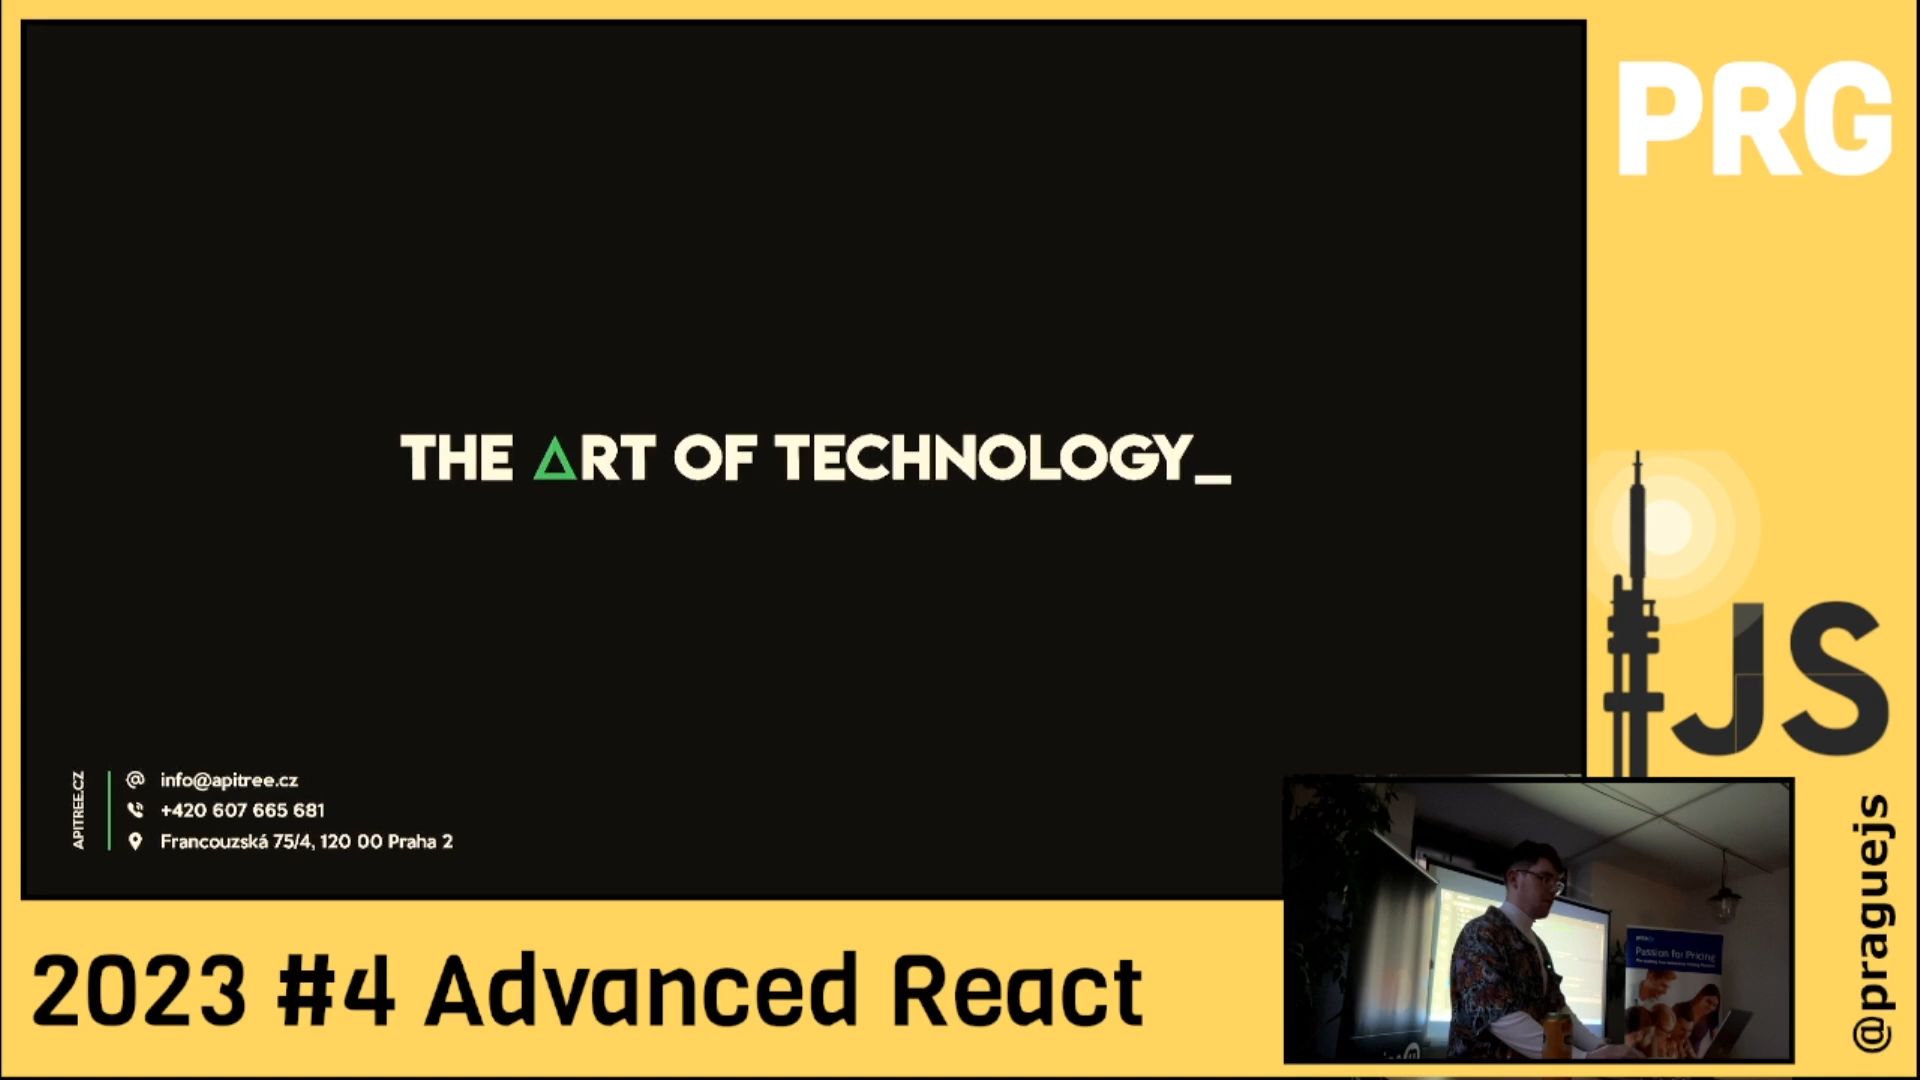 PRG
THE ART OF TECHNOLOGY_
JS
APITREE.CZ
info@apitree.cz
+420 607 665 681
Francouzská 75/4, 120 00 Praha 2
@praguejs
2023 #4 Advanced React
Passion for Pricing